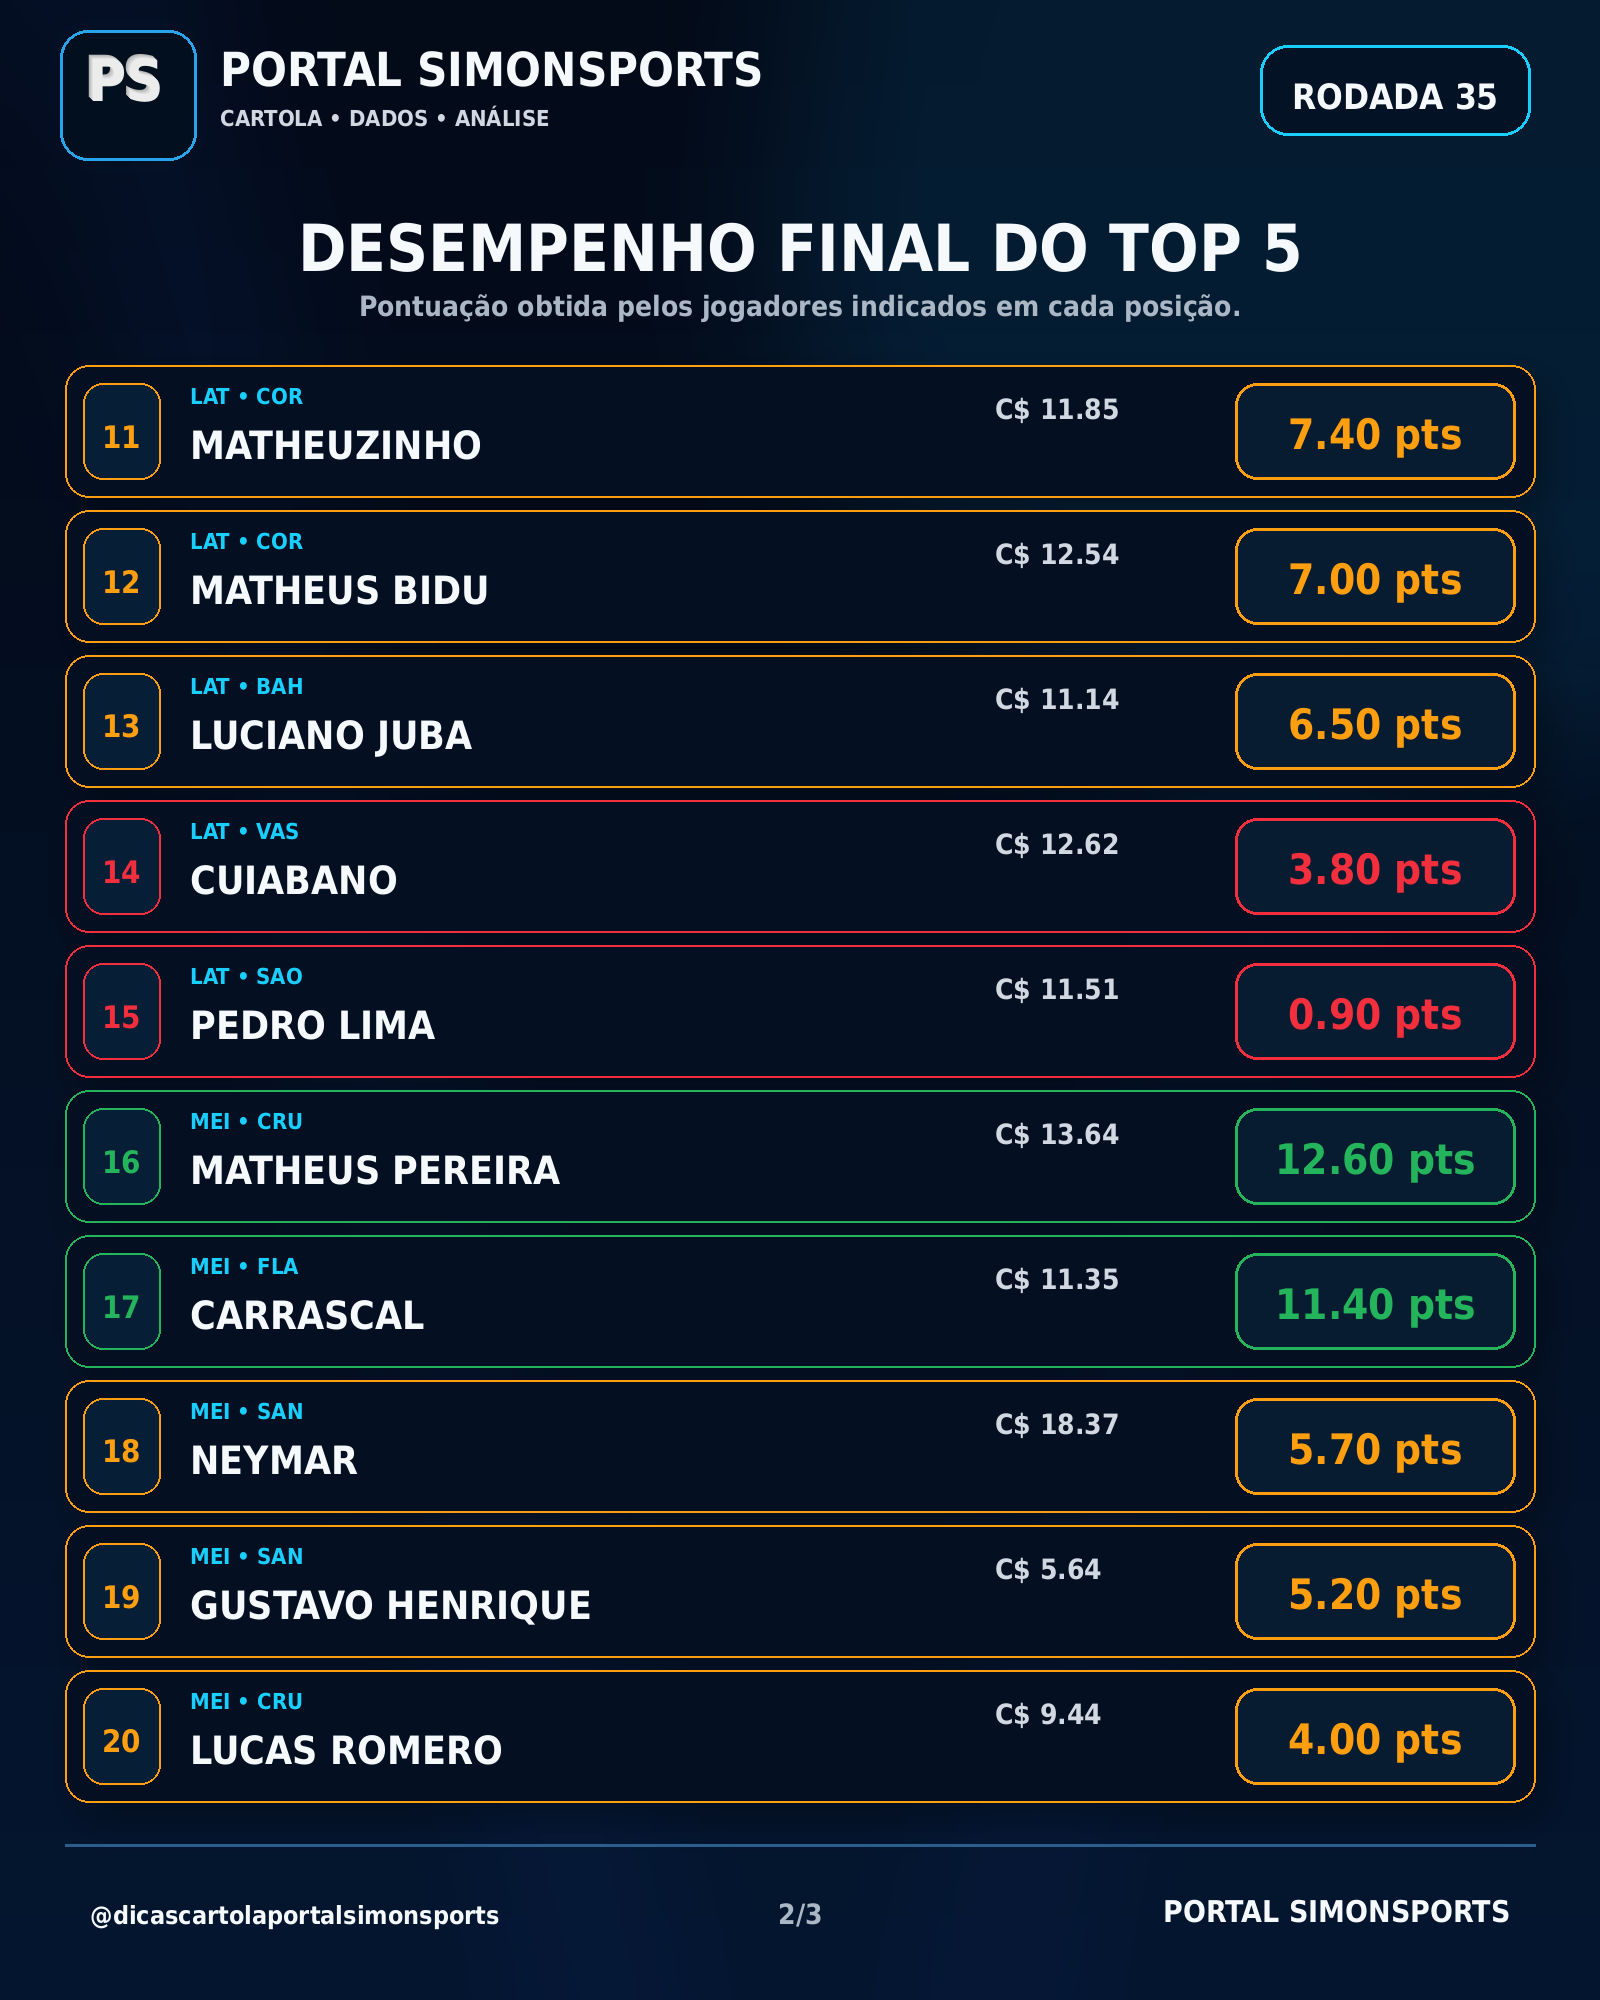 PS
PORTAL SIMONSPORTS
CARTOLA • DADOS • ANÁLISE
RODADA 35
DESEMPENHO FINAL DO TOP 5
Pontuação obtida pelos jogadores indicados em cada posição.
11
LAT • COR
MATHEUZINHO
C$ 11.85
7.40 pts
12
LAT • COR
MATHEUS BIDU
C$ 12.54
7.00 pts
13
LAT • BAH
LUCIANO JUBA
C$ 11.14
6.50 pts
14
LAT • VAS
CUIABANO
C$ 12.62
3.80 pts
15
LAT • SAO
PEDRO LIMA
C$ 11.51
0.90 pts
16
MEI • CRU
MATHEUS PEREIRA
C$ 13.64
12.60 pts
17
MEI • FLA
CARRASCAL
C$ 11.35
11.40 pts
18
MEI • SAN
NEYMAR
C$ 18.37
5.70 pts
19
MEI • SAN
GUSTAVO HENRIQUE
C$ 5.64
5.20 pts
20
MEI • CRU
LUCAS ROMERO
C$ 9.44
4.00 pts
@dicascartolaportalsimonsports
2/3
PORTAL SIMONSPORTS